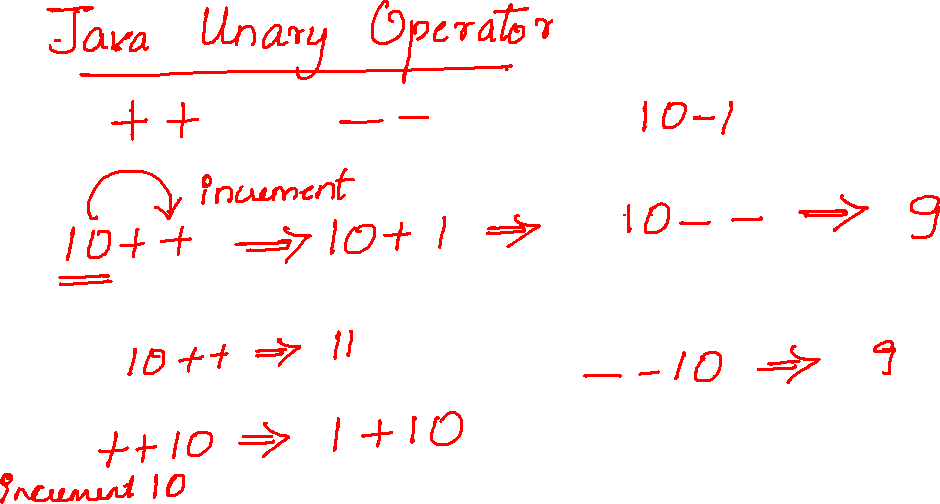 Java Unary Operator
++ -- 10-1
increment
10++ ⇒ 10+1 ⇒ 10-- ⇒ 9
10++ ⇒ 11
--10 ⇒ 9
++10 ⇒ 1+10
Increment 10